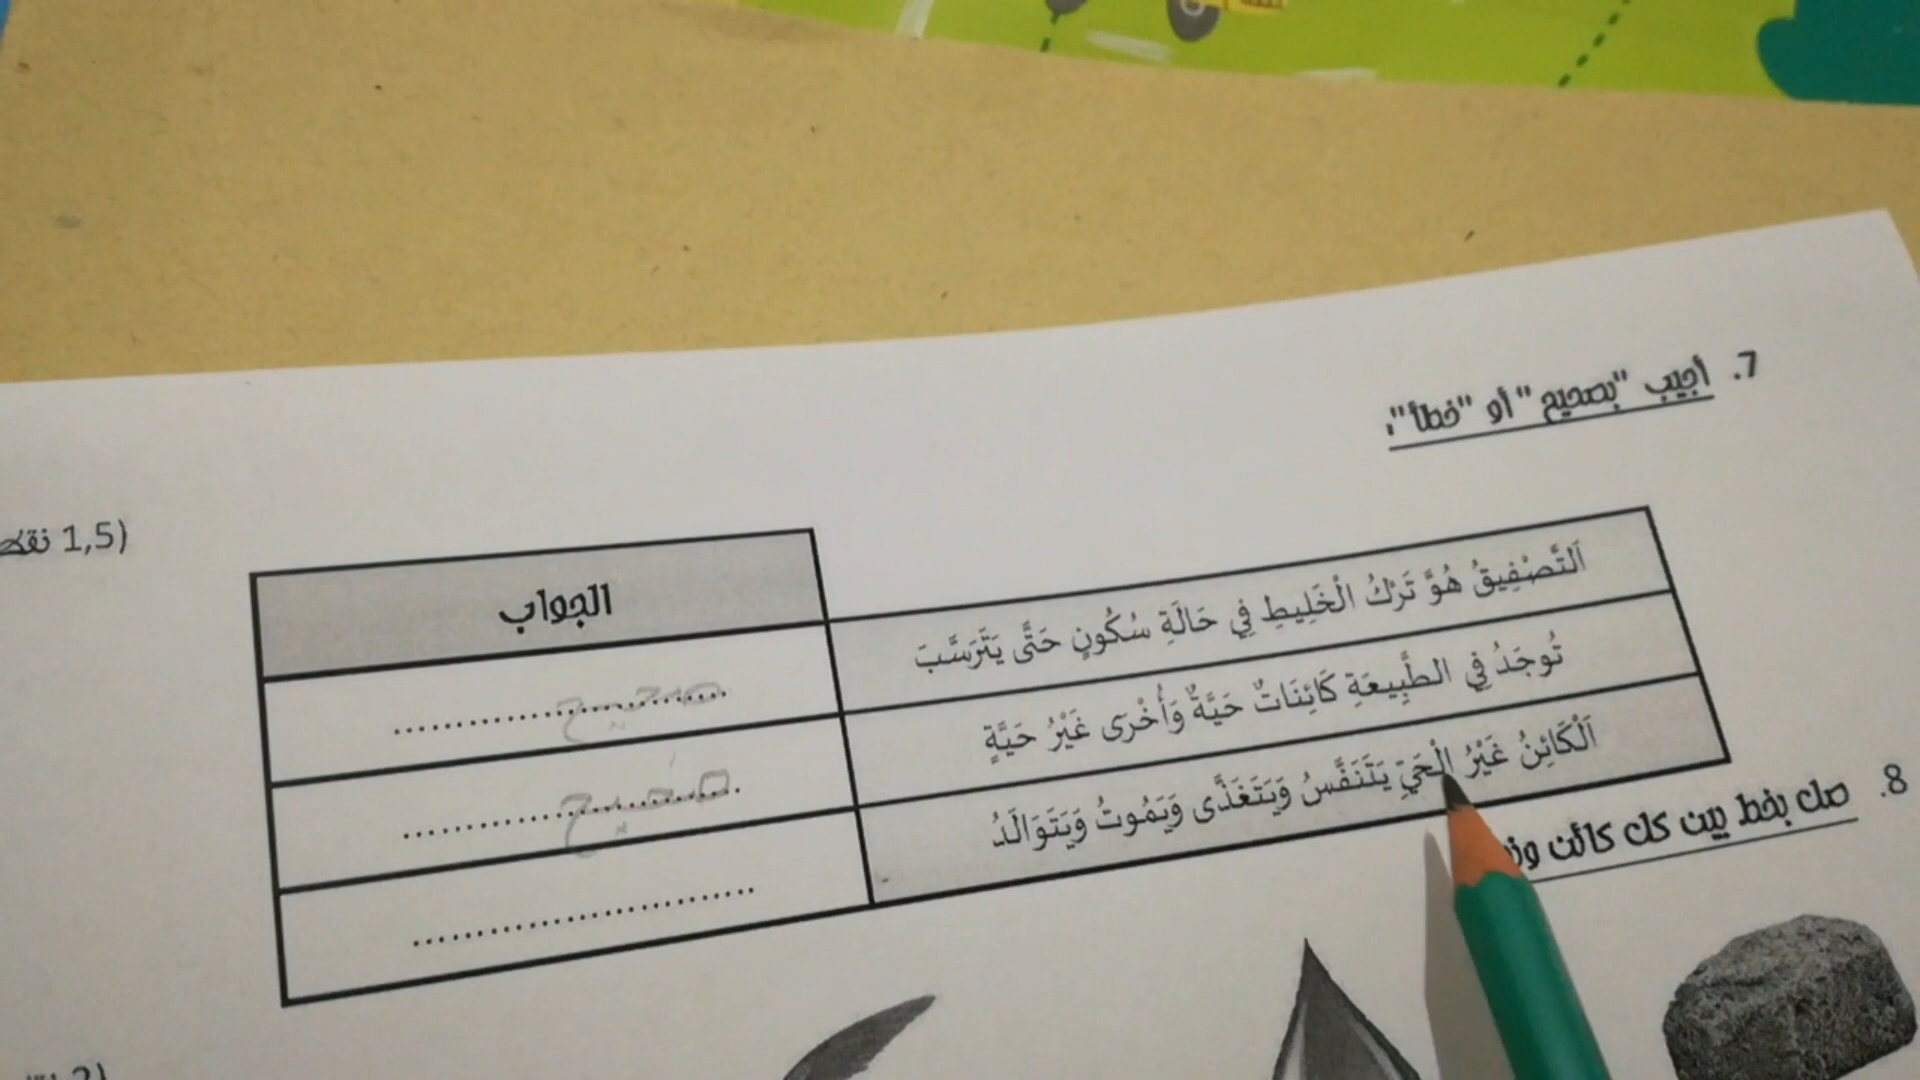 7. أجيب "بصحيح" أو "خطأ":
(1,5 نقط
الجواب
اَلتَّصْفِيقُ هُوَّ تَرْكُ الْخَلِيطِ فِي حَالَةِ سُكُونٍ حَتَّى يَتَرَسَّبَ
صحيح
تُوجَدُ فِي الطَّبِيعَةِ كَائِنَاتٌ حَيَّةٌ وَأُخْرَى غَيْرُ حَيَّةٍ
صحيح
اَلْكَائِنُ غَيْرُ الْحَيِّ يَتَنَفَّسُ وَيَتَغَذَّى وَيَمُوتُ وَيَتَوَالَدُ
8. صل بخط بين كل كائن